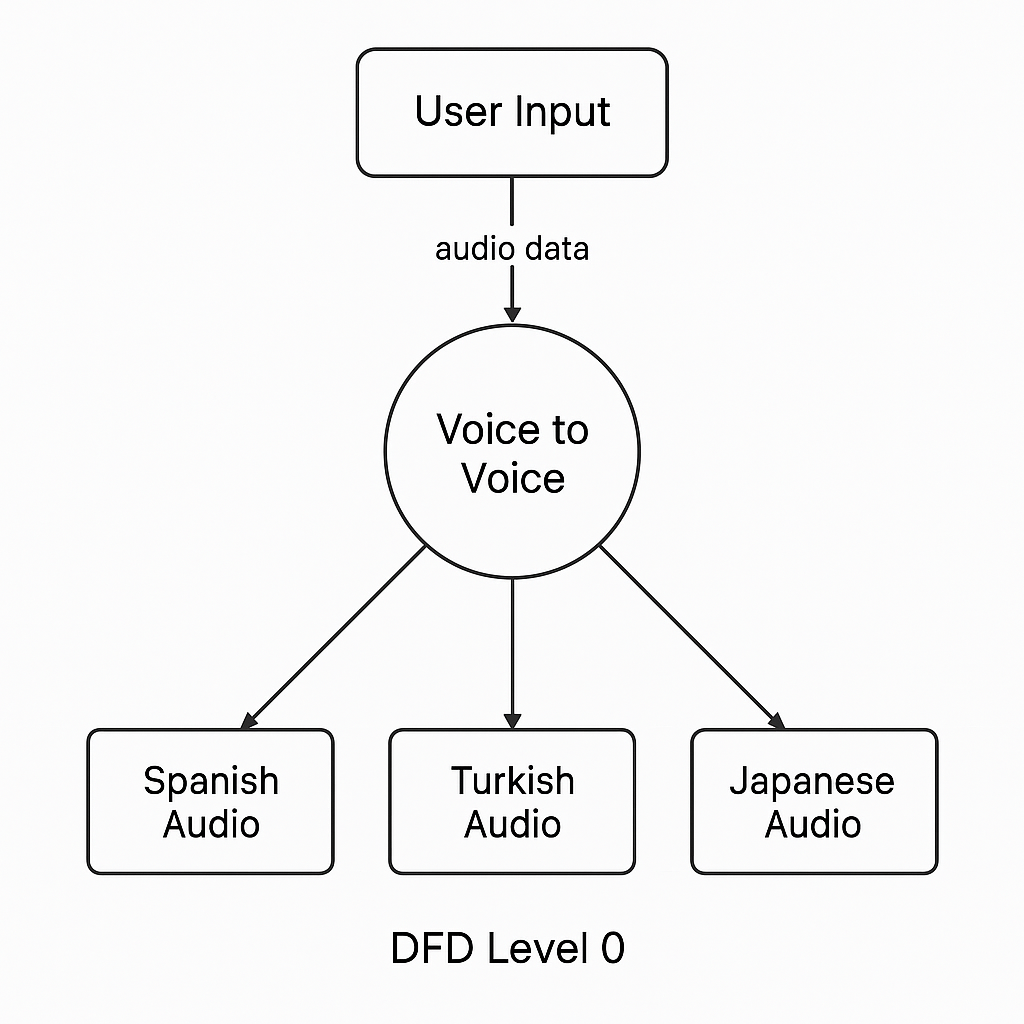 User Input
audio data
Voice to
Voice
Spanish
Audio
Turkish
Audio
Japanese
Audio
DFD Level 0